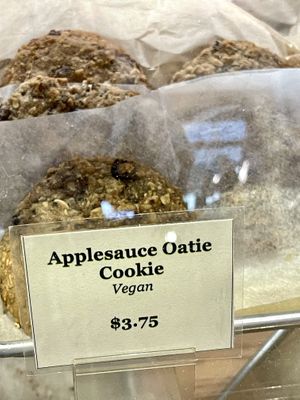 Applesauce Oatie
Cookie
Vegan
$3.75